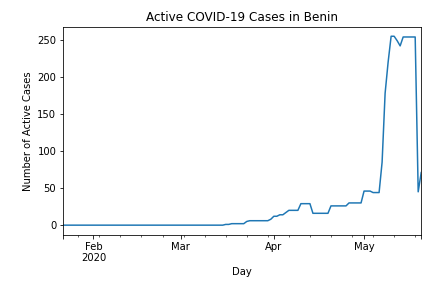 Active COVID-19 Cases in Benin
Number of Active Cases
250
200
150
100
50
0
Feb
2020
Mar
Apr
May
Day